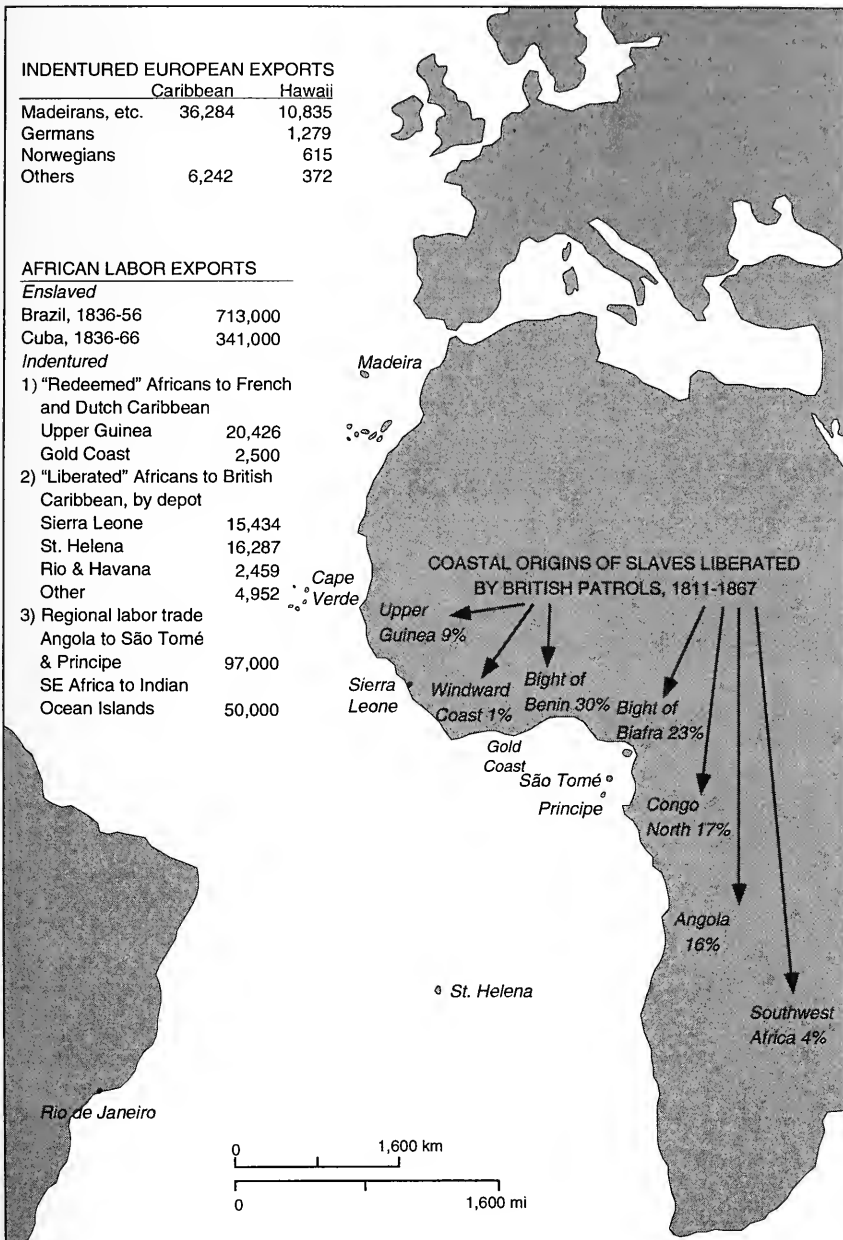 INDENTURED EUROPEAN EXPORTS
Caribbean Hawaii
Madeirans, etc. 36,284 10,835
Germans 1,279
Norwegians 615
Others 6,242 372
AFRICAN LABOR EXPORTS
Enslaved
Brazil, 1836-56 713,000
Cuba, 1836-66 341,000
Indentured
1) "Redeemed" Africans to French
and Dutch Caribbean
Upper Guinea 20,426
Gold Coast 2,500
2) "Liberated" Africans to British
Caribbean, by depot
Sierra Leone 15,434
St. Helena 16,287
Rio & Havana 2,459
Other 4,952
3) Regional labor trade
Angola to São Tomé
& Principe 97,000
SE Africa to Indian
Ocean Islands 50,000
Madeira
Cape
Verde
COASTAL ORIGINS OF SLAVES LIBERATED
BY BRITISH PATROLS, 1811-1867
Upper
Guinea 9%
Sierra
Leone
Windward
Coast 1%
Bight of
Benin 30%
Bight of
Biafra 23%
Gold
Coast
São Tomé
Principe
Congo
North 17%
Angola
16%
St. Helena
Southwest
Africa 4%
Rio de Janeiro
0 1,600 km
0 1,600 mi